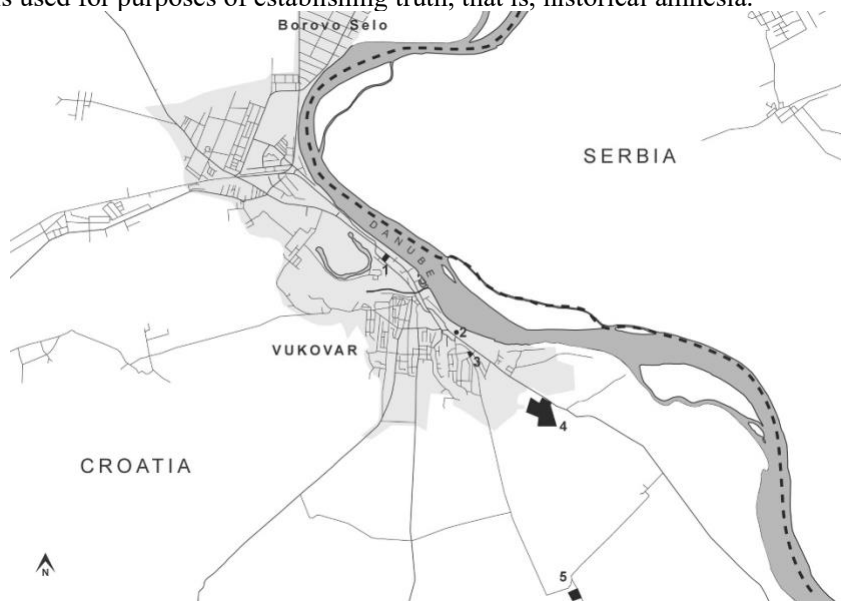 is used for purposes of establishing truth, that is, historical amnesia.
Borovo Selo
SERBIA
DANUBE
1
2
VUKOVAR
3
4
CROATIA
N
5